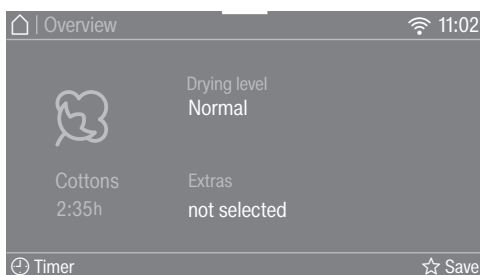 | Overview 11:02
Drying level
Normal
Cottons Extras
2:35h not selected
Timer Save